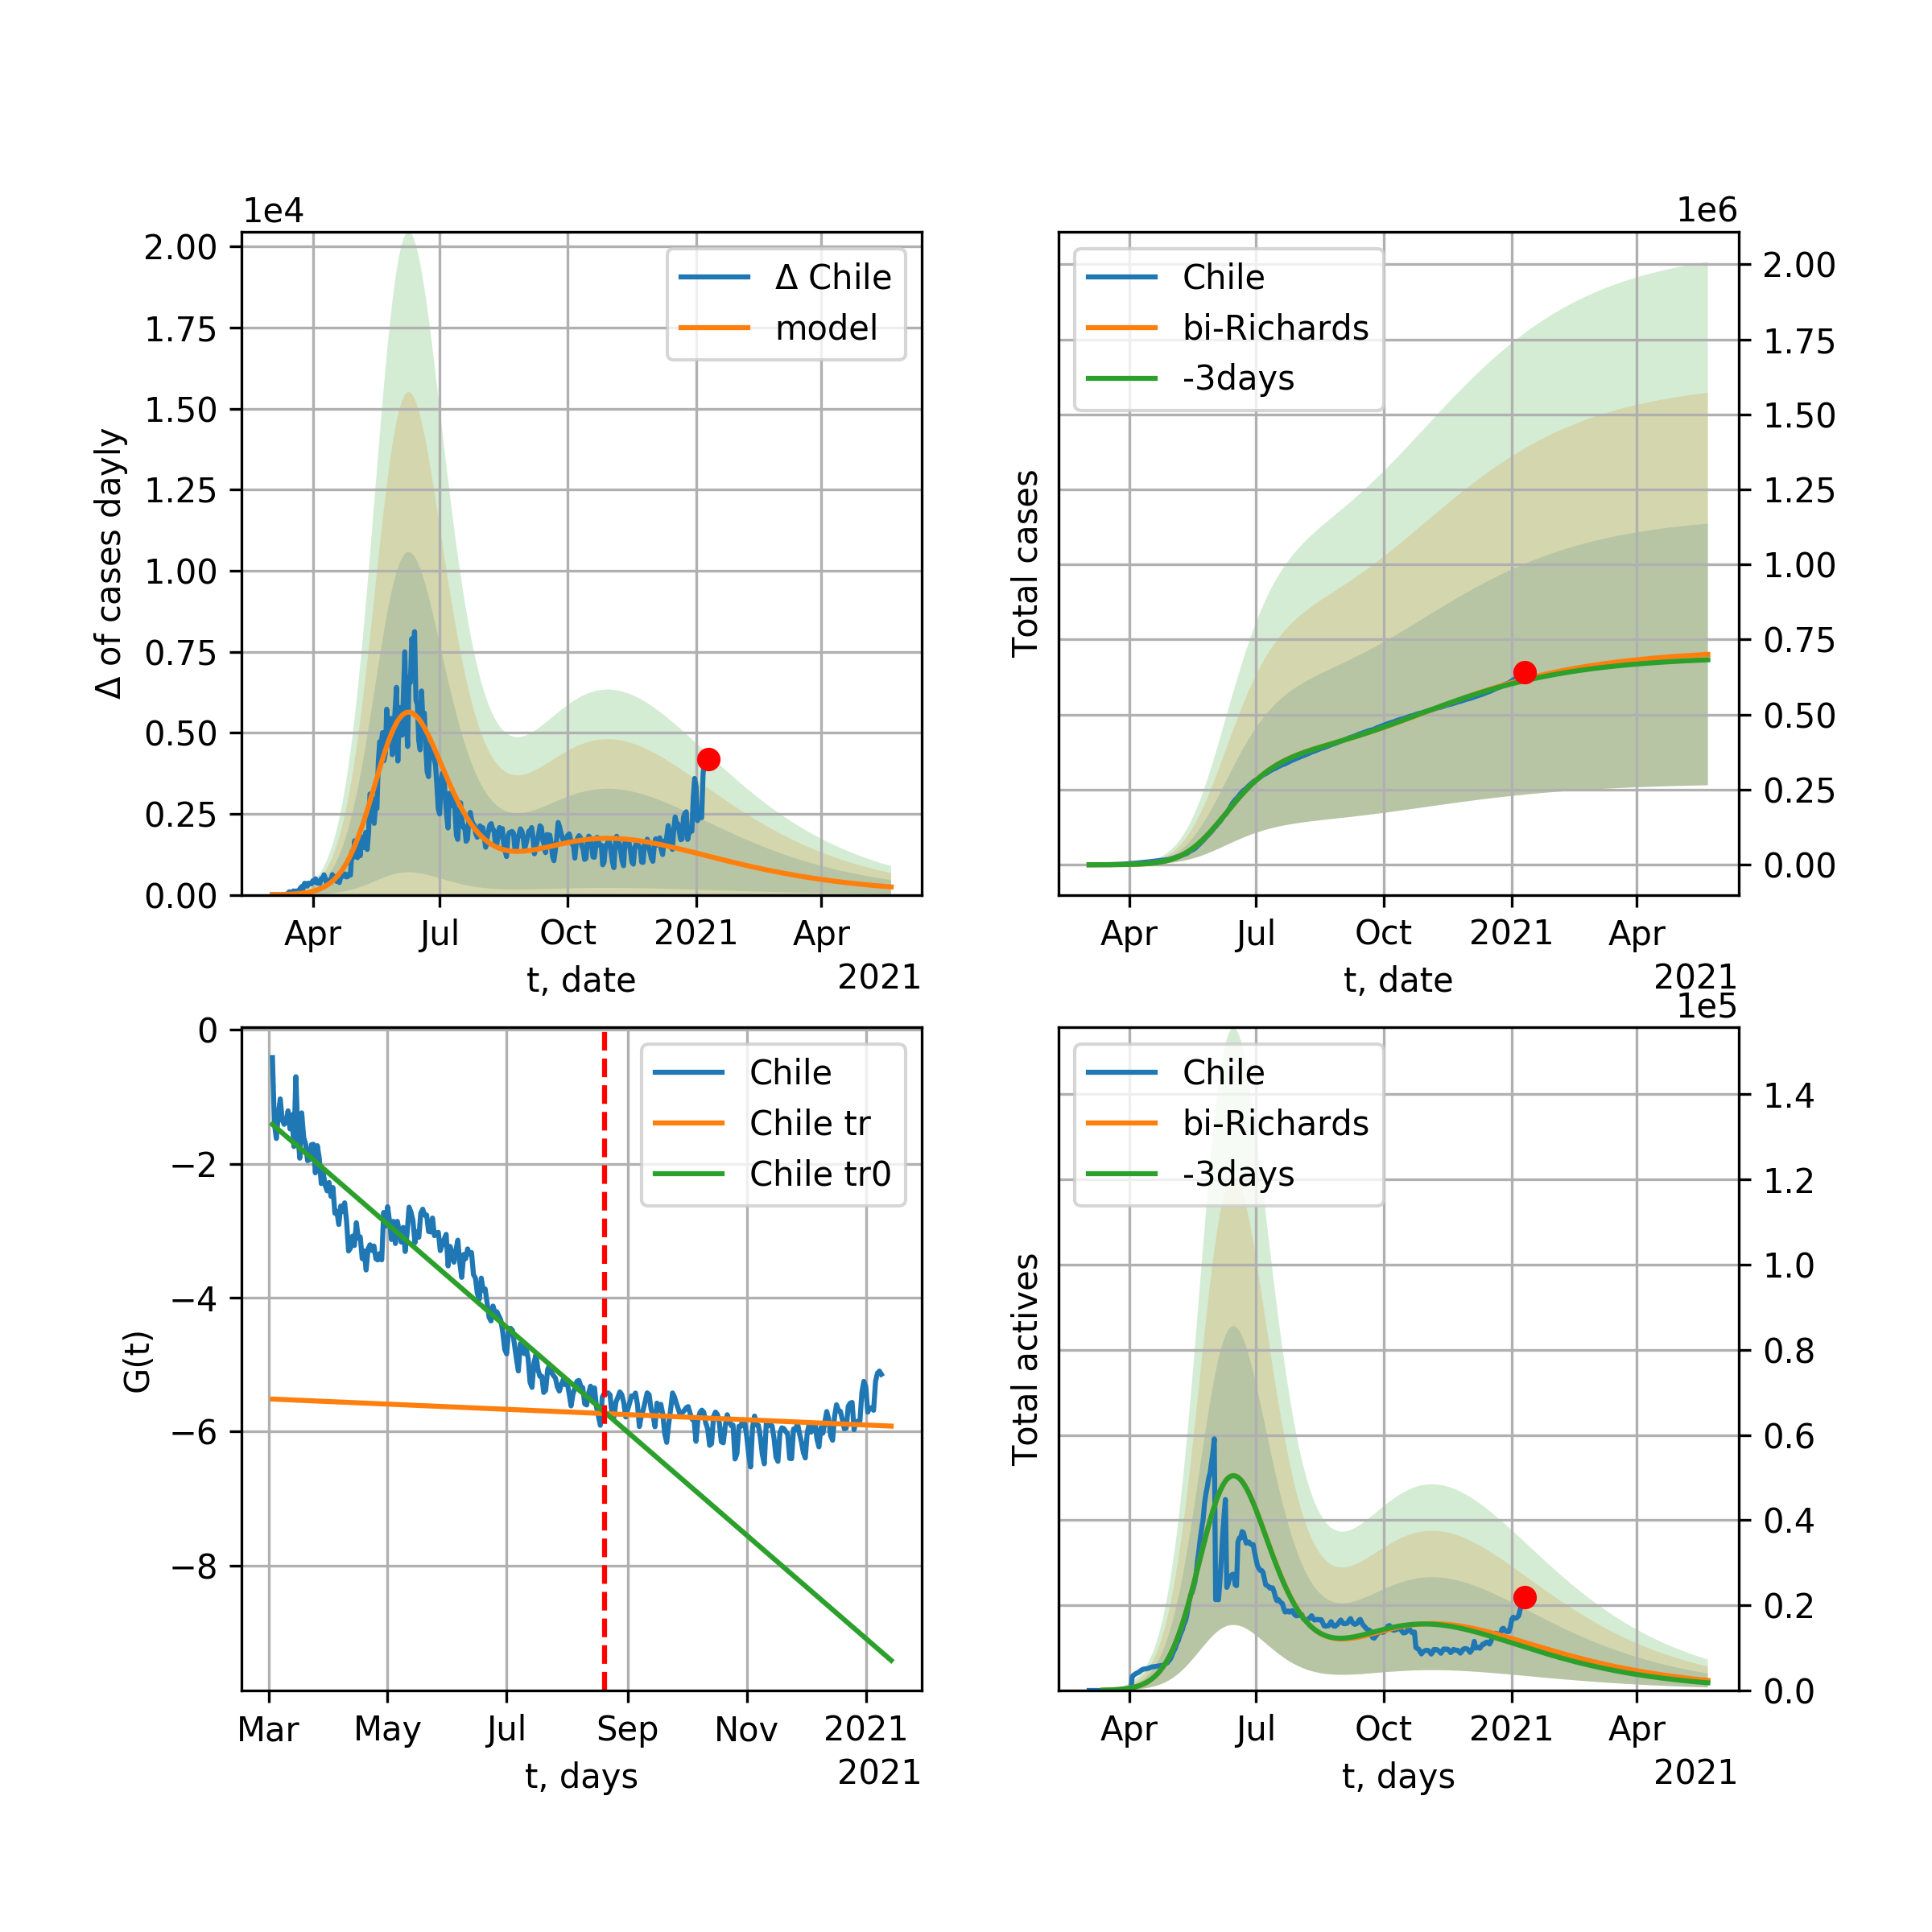 1e4
2.00
1.75
1.50
1.25
1.00
0.75
0.50
0.25
0.00
Δ of cases dayly
Δ Chile
model
Apr
Jul
Oct
2021
Apr
t, date
2021
1e6
Total cases
Chile
bi-Richards
-3days
2.00
1.75
1.50
1.25
1.00
0.75
0.50
0.25
0.00
Apr
Jul
Oct
2021
Apr
t, date
2021
0
−2
−4
−6
−8
G(t)
Chile
Chile tr
Chile tr0
Mar
May
Jul
Sep
Nov
2021
t, days
2021
1e5
Total actives
Chile
bi-Richards
-3days
1.4
1.2
1.0
0.8
0.6
0.4
0.2
0.0
Apr
Jul
Oct
2021
Apr
t, days
2021